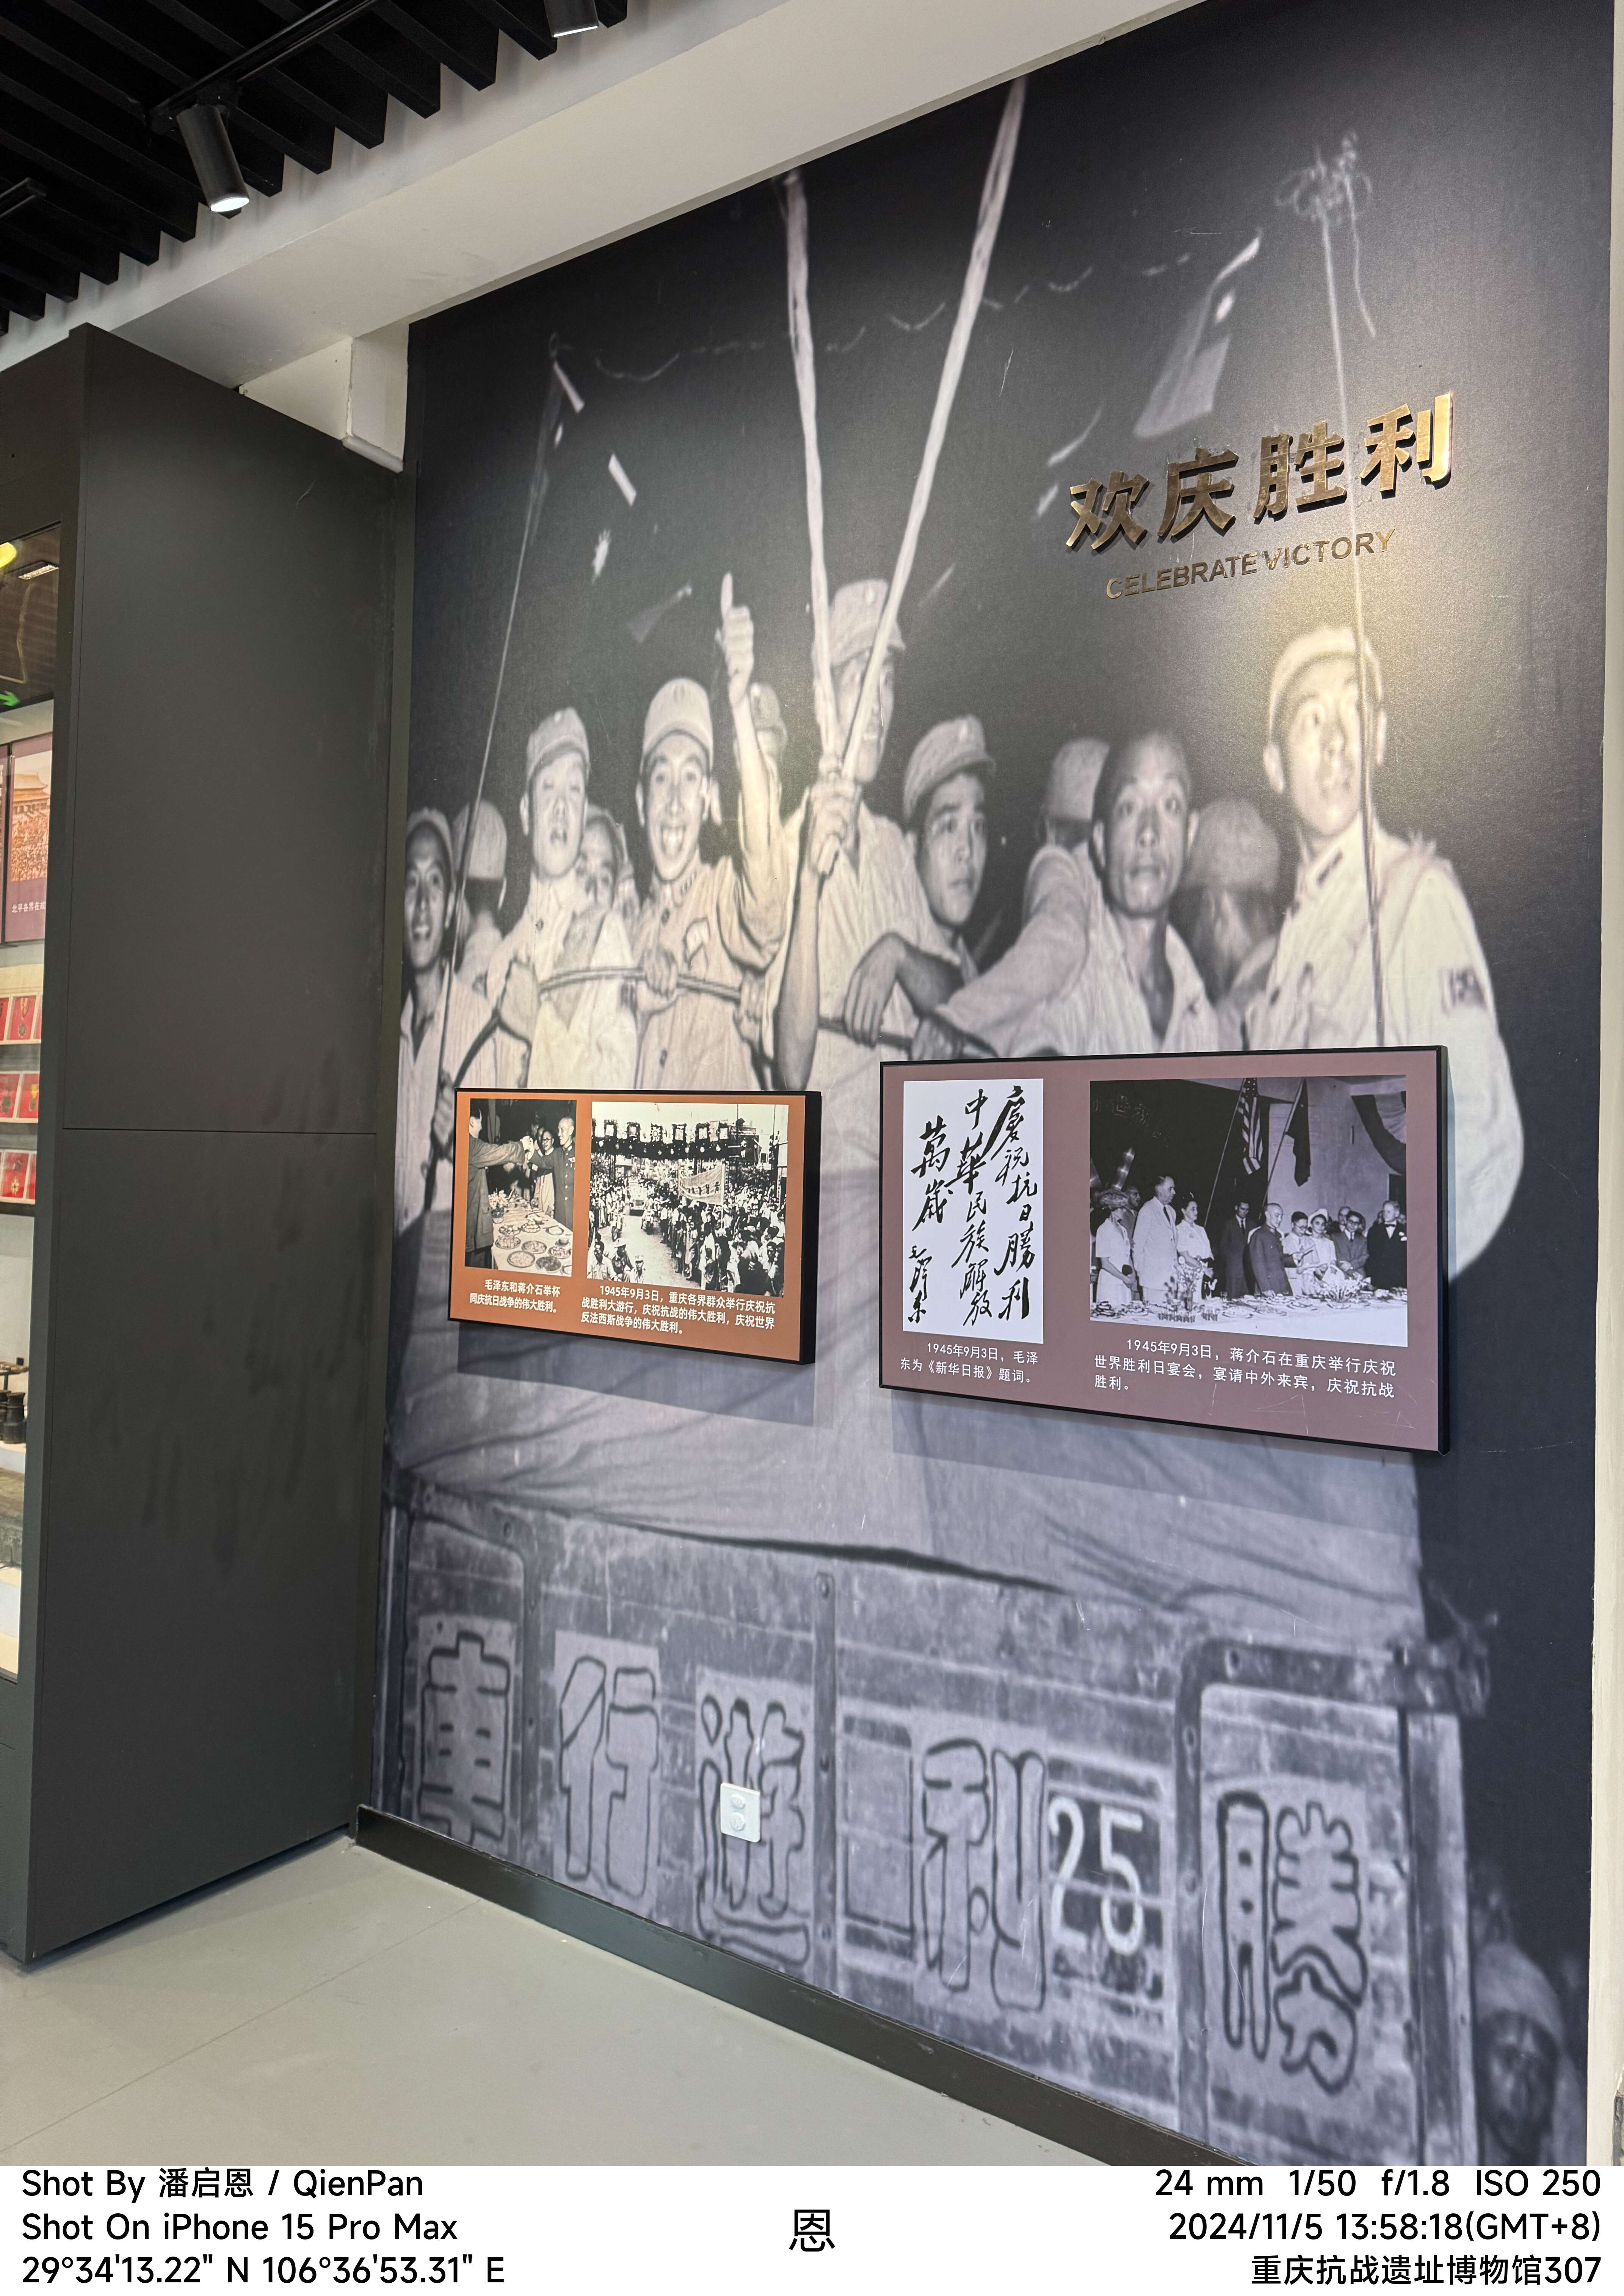 欢庆胜利
CELEBRATE VICTORY
毛泽东和蒋介石举杯
同庆抗日战争的伟大胜利。
1945年9月3日，重庆各界群众举行庆祝抗
战胜利大游行，庆祝抗战的伟大胜利，庆祝世界
反法西斯战争的伟大胜利。
慶祝抗日勝利
中華民族解放
萬歲
毛澤东
1945年9月3日，毛泽
东为《新华日报》题词。
1945年9月3日，蒋介石在重庆举行庆祝
世界胜利日宴会，宴请中外来宾，庆祝抗战
胜利。
車行遊利25勝
Shot By 潘启恩 / QienPan
Shot On iPhone 15 Pro Max
29°34'13.22" N 106°36'53.31" E
恩
24 mm 1/50 f/1.8 ISO 250
2024/11/5 13:58:18(GMT+8)
重庆抗战遗址博物馆307